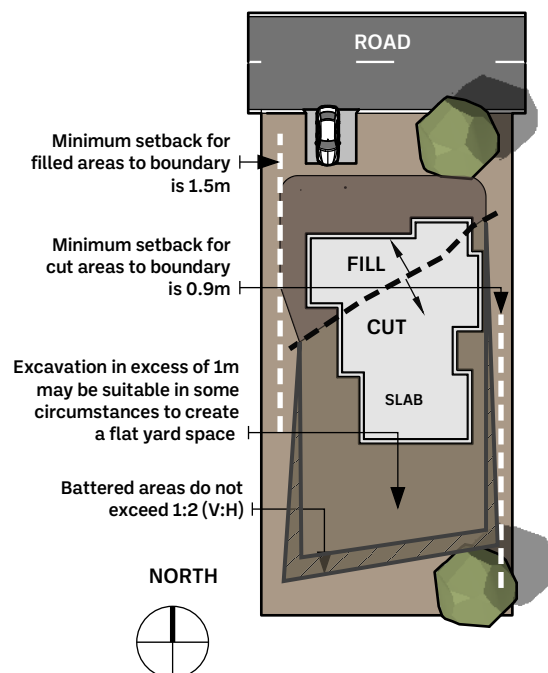 ROAD
Minimum setback for
filled areas to boundary
is 1.5m
Minimum setback for
cut areas to boundary
is 0.9m
FILL
CUT
Excavation in excess of 1m
may be suitable in some
circumstances to create
a flat yard space
SLAB
Battered areas do not
exceed 1:2 (V:H)
NORTH